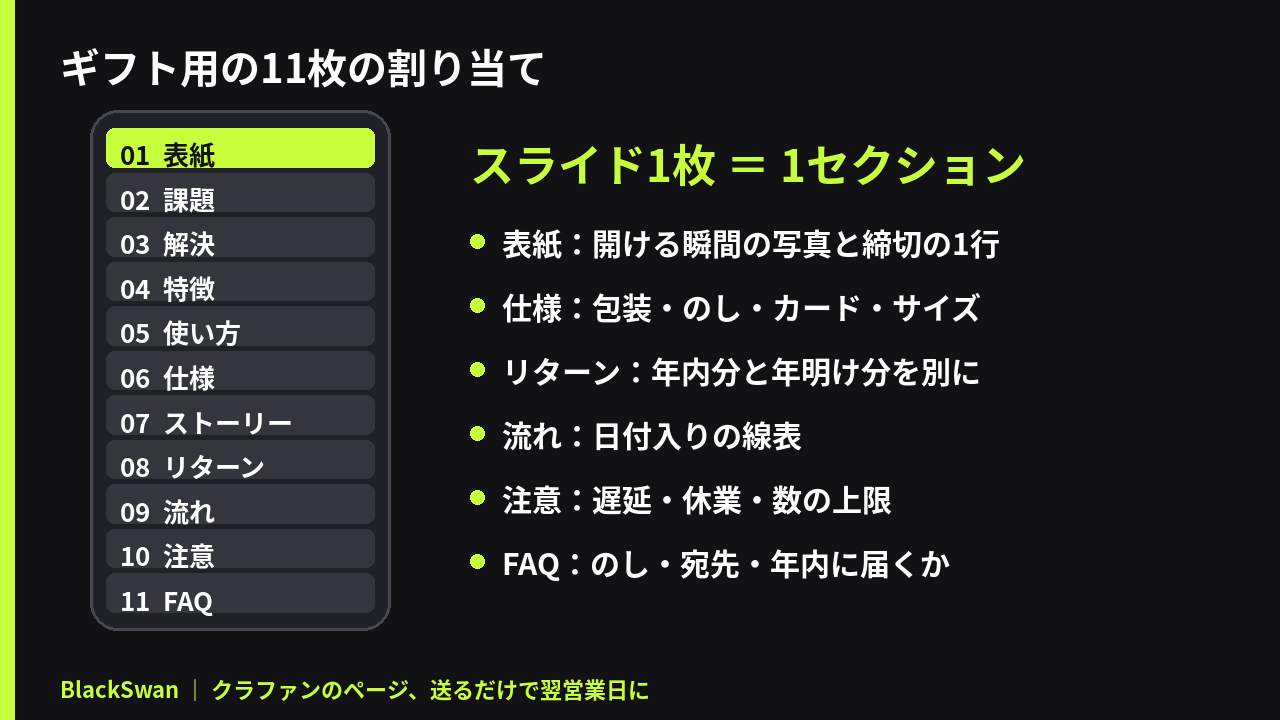 ギフト用の11枚の割り当て
01 表紙
02 課題
03 解決
04 特徴
05 使い方
06 仕様
07 ストーリー
08 リターン
09 流れ
10 注意
11 FAQ
スライド1枚 ＝ 1セクション
表紙：開ける瞬間の写真と締切の1行
仕様：包装・のし・カード・サイズ
リターン：年内分と年明け分を別に
流れ：日付入りの線表
注意：遅延・休業・数の上限
FAQ：のし・宛先・年内に届くか
BlackSwan｜クラファンのページ、送るだけで翌営業日に